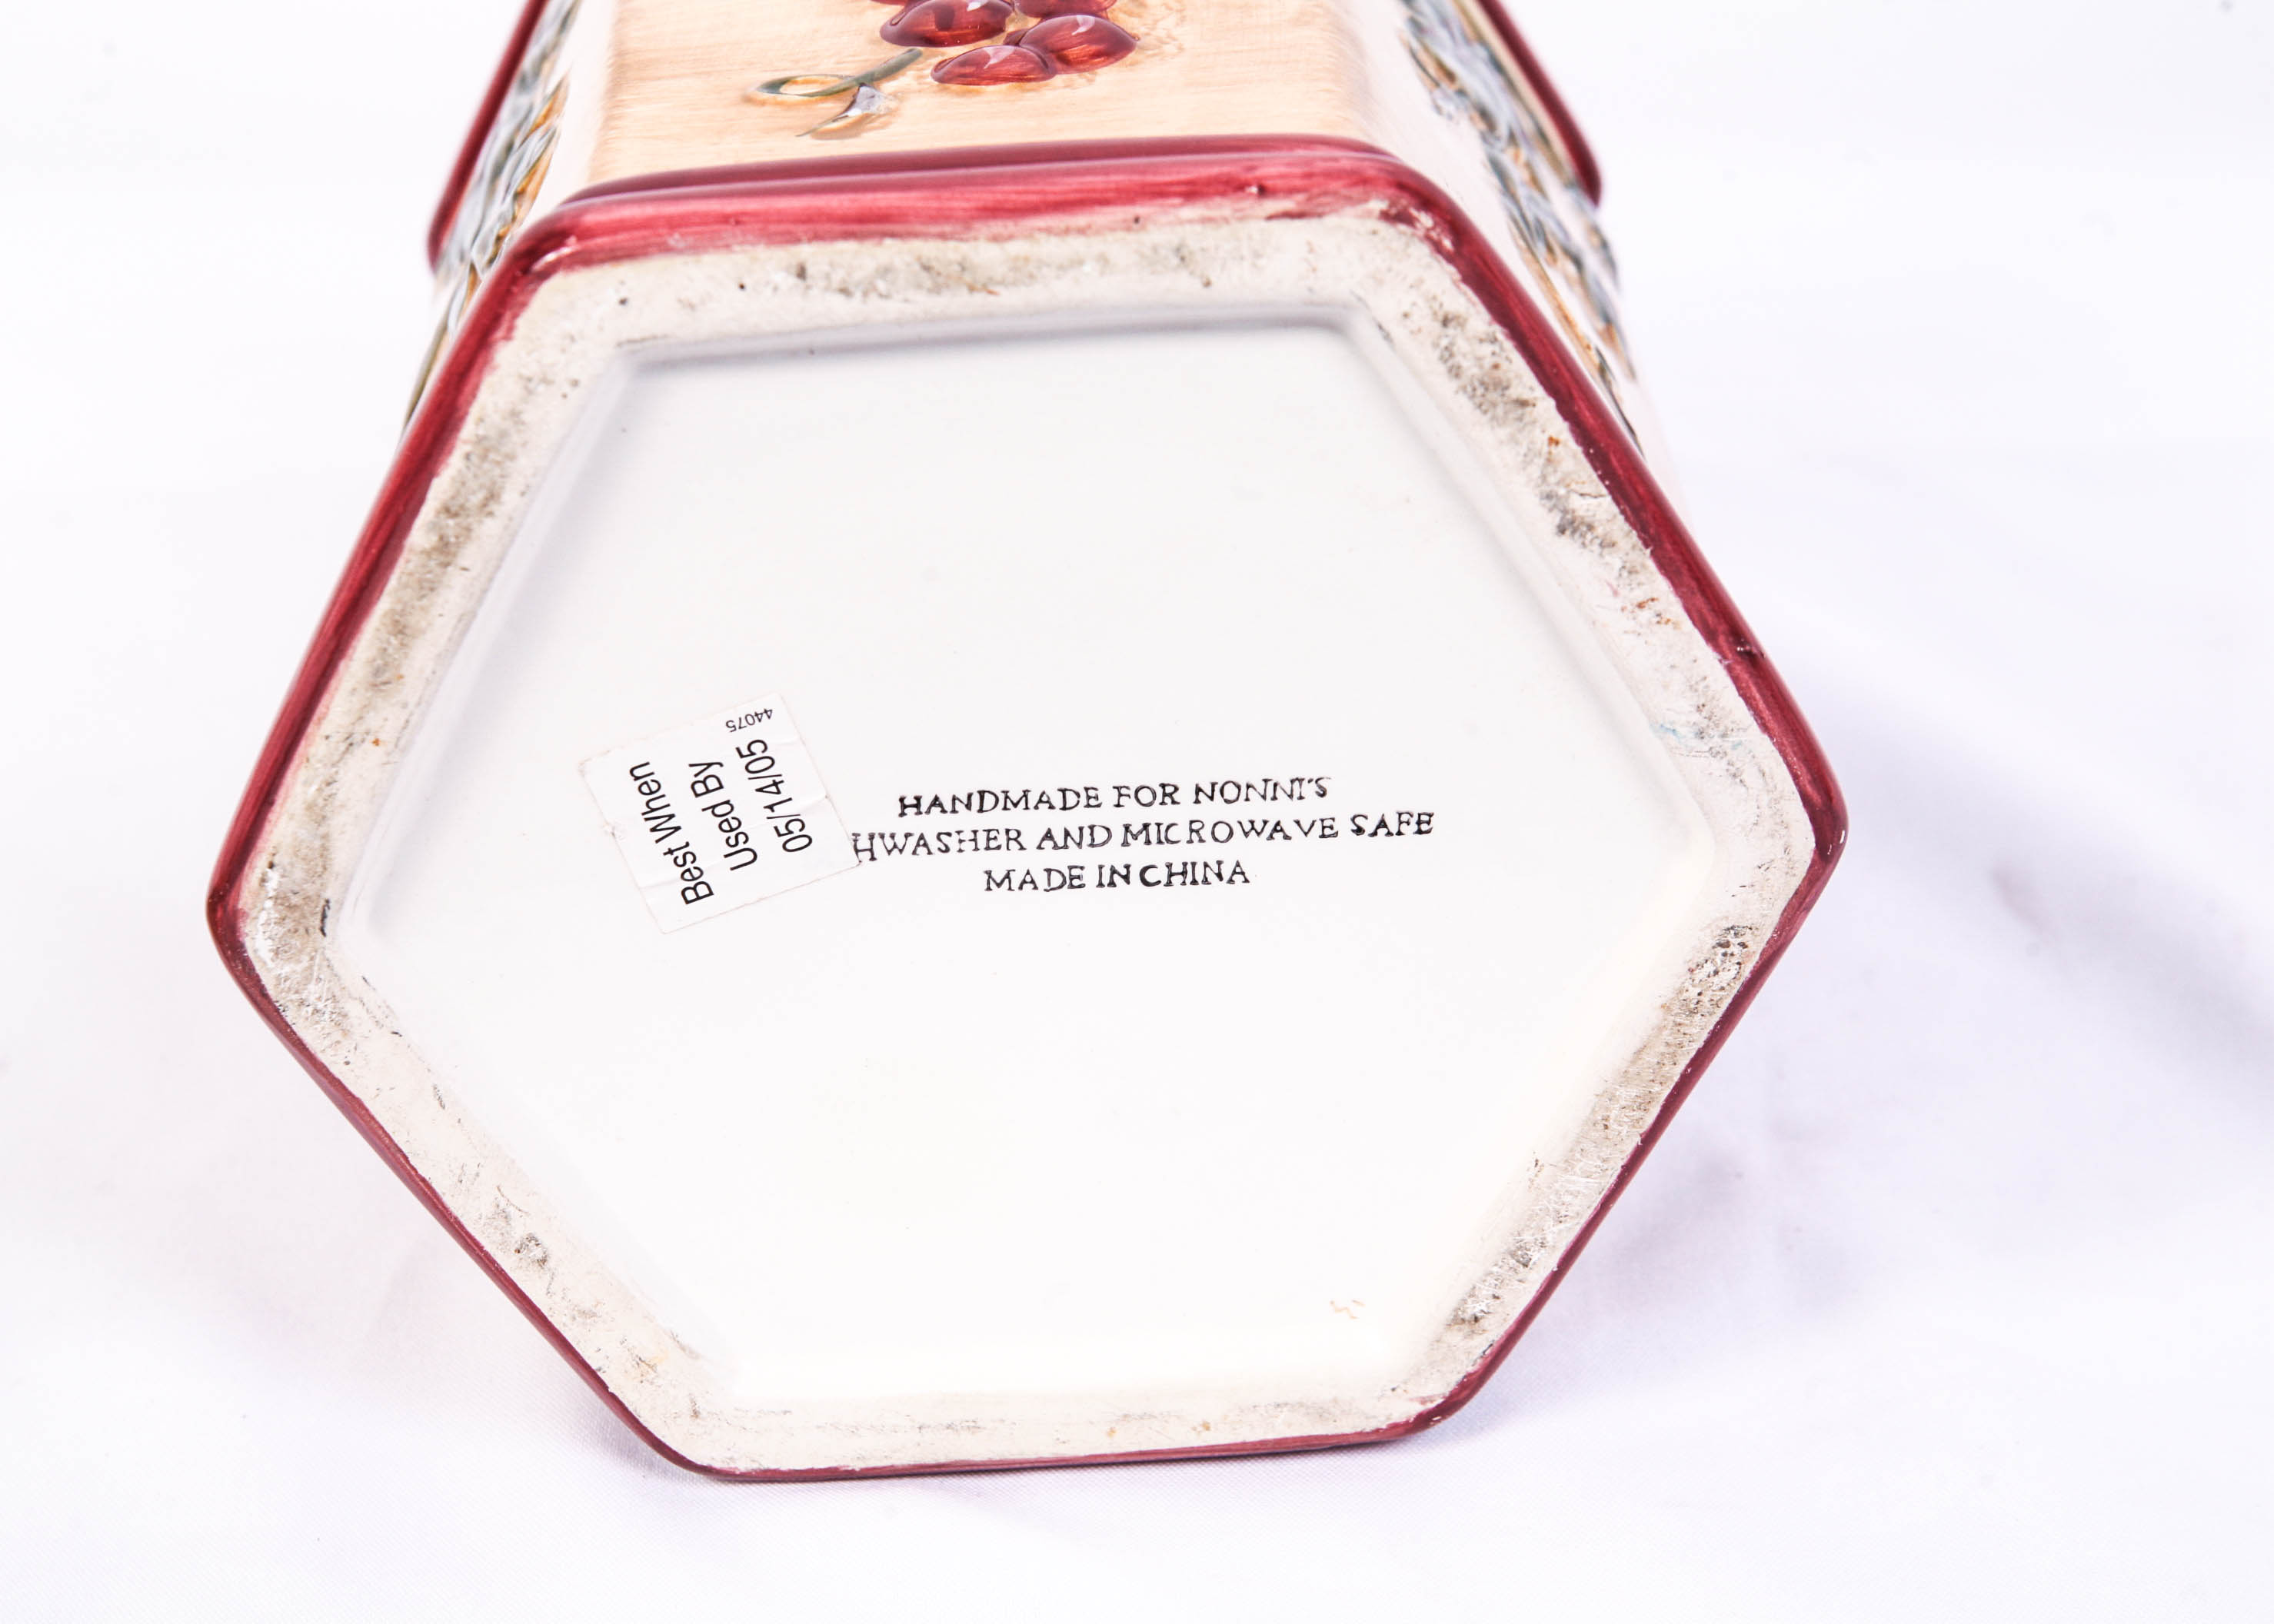 Best When
Used By
05/14/05
44075
HANDMADE FOR NONNI'S
HWASHER AND MICROWAVE SAFE
MADE IN CHINA